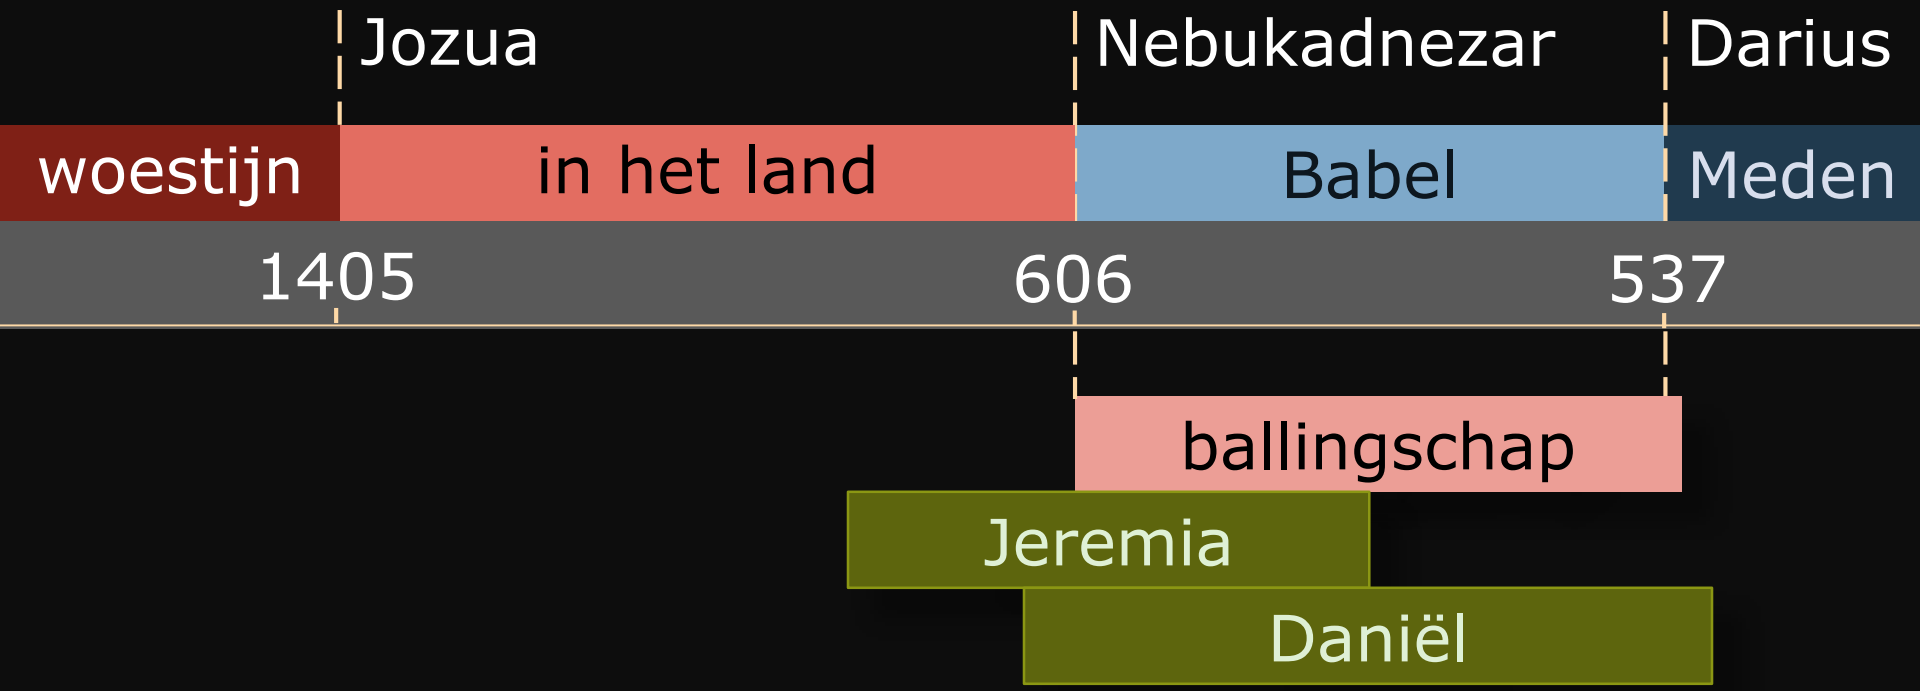 Jozua
Nebukadnezar
Darius
woestijn
in het land
Babel
Meden
1405
606
537
ballingschap
Jeremia
Daniël